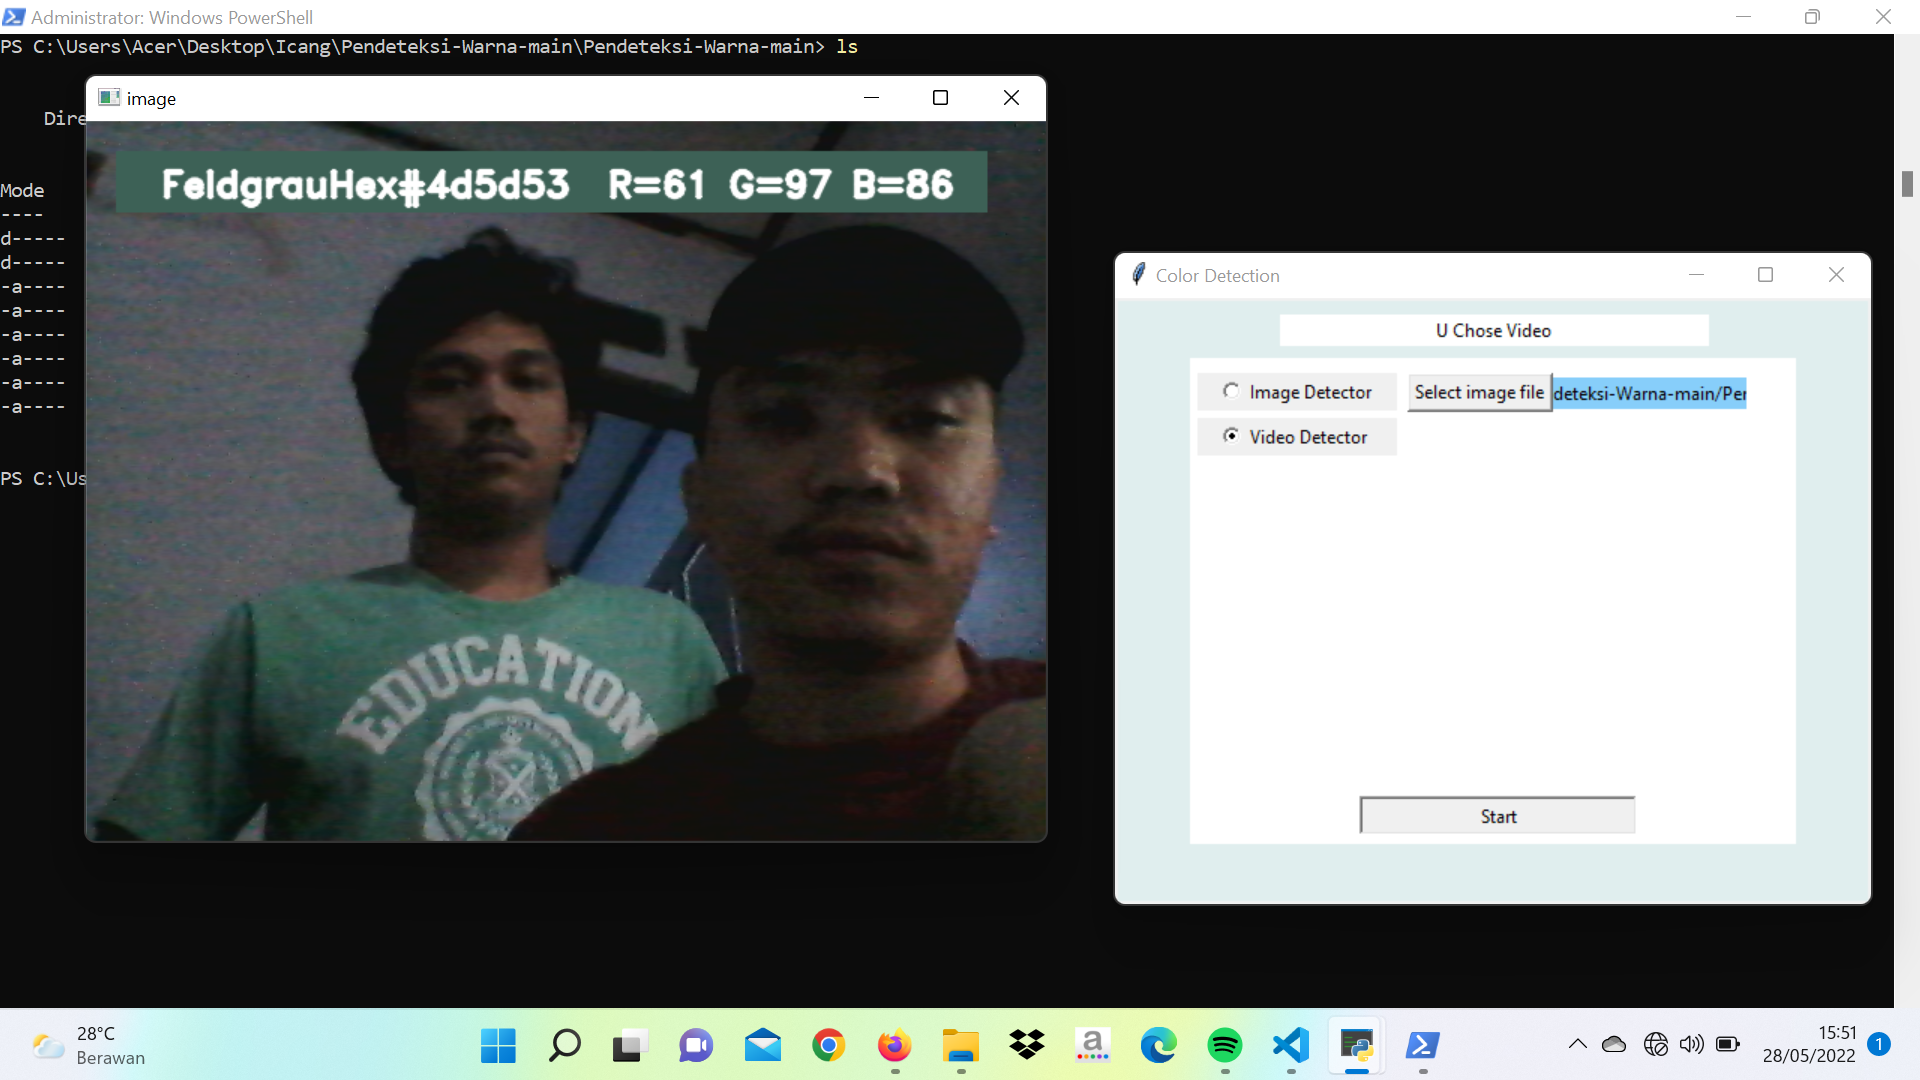 Administrator: Windows PowerShell
PS C:\Users\Acer\Desktop\Icang\Pendeteksi-Warna-main\Pendeteksi-Warna-main> ls
image
Dire
Mode
----
d-----
d-----
-a----
-a----
-a----
-a----
-a----
-a----
PS C:\Us
FeldgrauHex#4d5d53 R=61 G=97 B=86
EDUCATION
Color Detection
U Chose Video
Image Detector
Select image file
deteksi-Warna-main/Per
Video Detector
Start
28°C
Berawan
a
15:51
28/05/2022
1